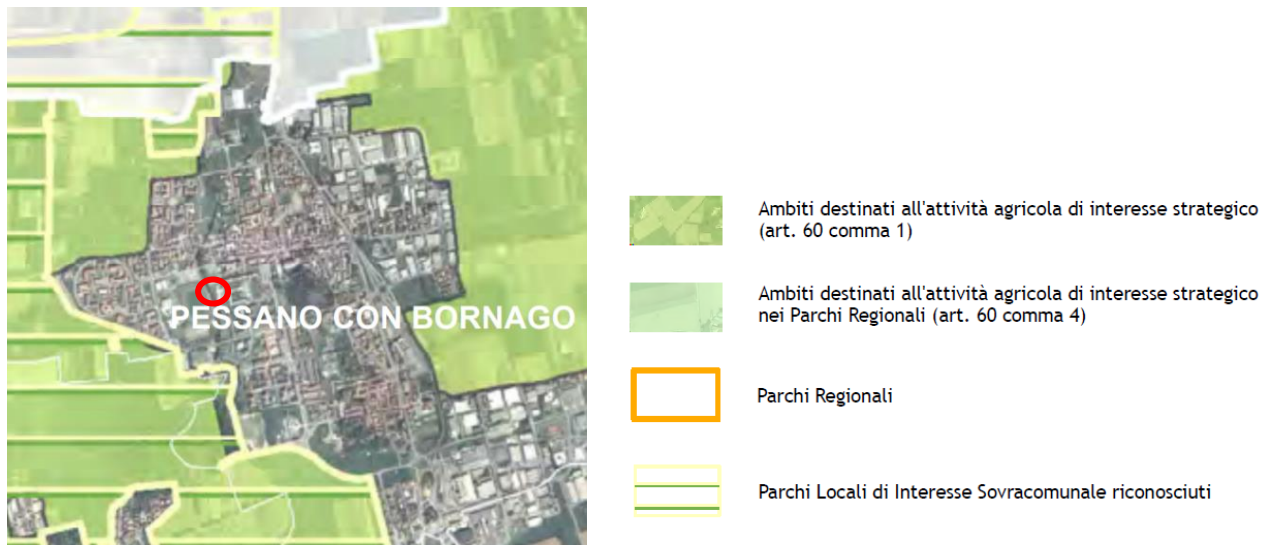 PESSANO CON BORNAGO
Ambiti destinati all'attività agricola di interesse strategico
(art. 60 comma 1)
Ambiti destinati all'attività agricola di interesse strategico
nei Parchi Regionali (art. 60 comma 4)
Parchi Regionali
Parchi Locali di Interesse Sovracomunale riconosciuti